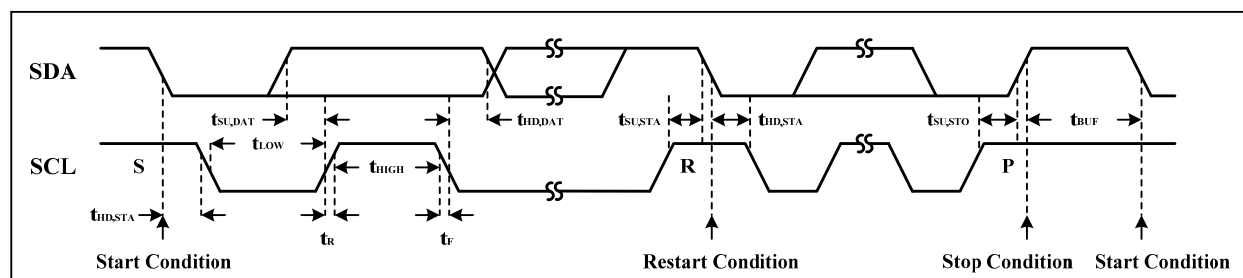 SDA
tSU,DAT
tHD,DAT
tSU,STA
tHD,STA
tSU,STO
tBUF
SCL
S
tLOW
tHIGH
R
P
tHD,STA
tR
tF
Start Condition
Restart Condition
Stop Condition
Start Condition